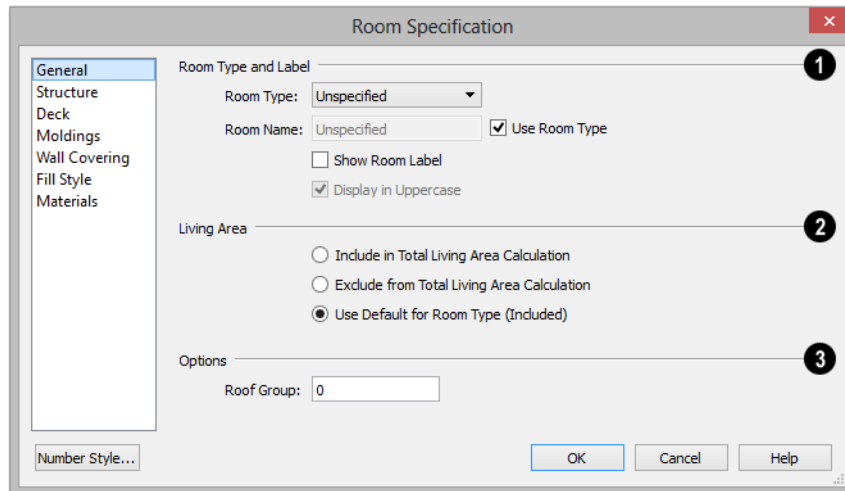 Room Specification
General
Structure
Deck
Moldings
Wall Covering
Fill Style
Materials
Room Type and Label 1
Room Type: Unspecified
Room Name: Unspecified Use Room Type
Show Room Label
Display in Uppercase
Living Area 2
Include in Total Living Area Calculation
Exclude from Total Living Area Calculation
Use Default for Room Type (Included)
Options 3
Roof Group: 0
Number Style... OK Cancel Help